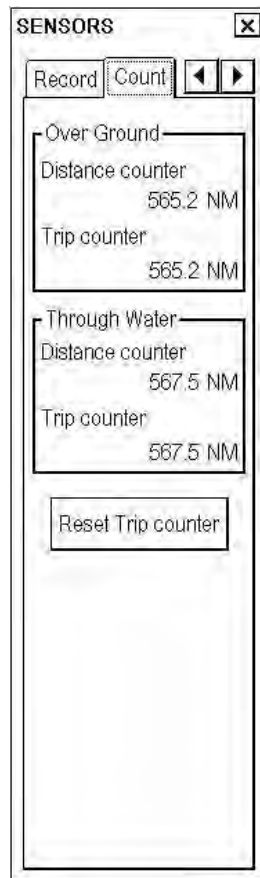 SENSORS
Record Count
Over Ground
Distance counter
565.2 NM
Trip counter
565.2 NM
Through Water
Distance counter
567.5 NM
Trip counter
567.5 NM
Reset Trip counter